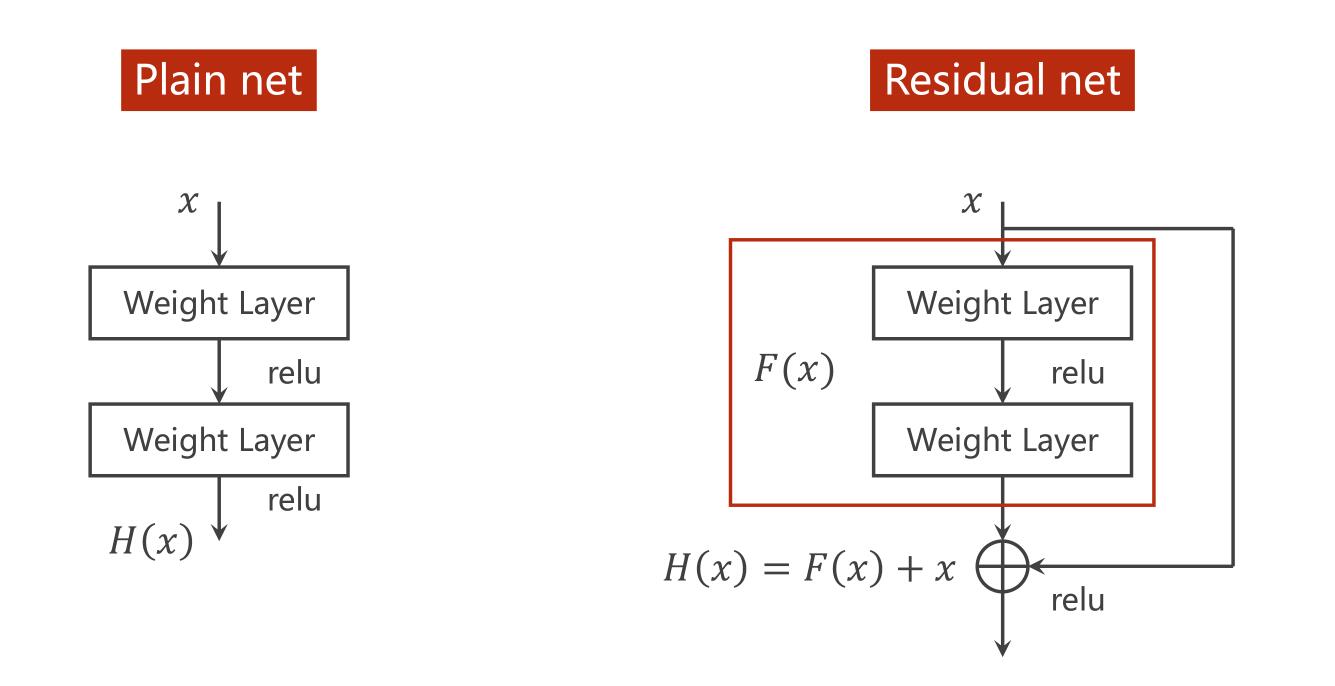 Plain net
x
Weight Layer
relu
Weight Layer
relu
H(x)
Residual net
x
Weight Layer
F(x)
relu
Weight Layer
H(x) = F(x) + x
relu